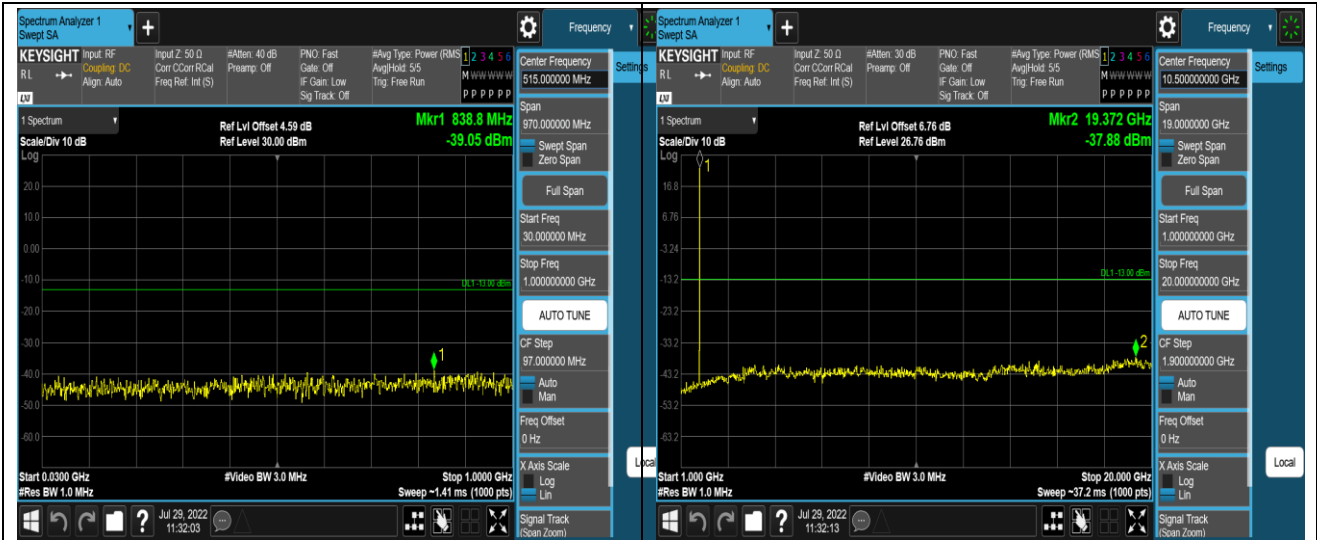 Spectrum Analyzer 1
Swept SA
Frequency
KEYSIGHT
RL
LXI
Input: RF
Coupling: DC
Align: Auto
Input Z: 50 Ω
Corr CCorr RCal
Freq Ref: Int (S)
#Atten: 40 dB
Preamp: Off
PNO: Fast
Gate: Off
IF Gain: Low
Sig Track: Off
#Avg Type: Power (RMS
Avg|Hold: 5/5
Trig: Free Run
1 2 3 4 5 6
M W W W W W
P P P P P P
1 Spectrum
Scale/Div 10 dB
Log
Ref Lvl Offset 4.59 dB
Ref Level 30.00 dBm
Mkr1 838.8 MHz
-39.05 dBm
20.0
10.0
0.00
-10.0
-20.0
-30.0
-40.0
-50.0
-60.0
DL1 -13.00 dBm
1
Start 0.0300 GHz
#Res BW 1.0 MHz
#Video BW 3.0 MHz
Stop 1.0000 GHz
Sweep ~1.41 ms (1000 pts)
Center Frequency
515.000000 MHz
Span
970.000000 MHz
Swept Span
Zero Span
Full Span
Start Freq
30.000000 MHz
Stop Freq
1.000000000 GHz
AUTO TUNE
CF Step
97.000000 MHz
Auto
Man
Freq Offset
0 Hz
X Axis Scale
Log
Lin
Signal Track
(Span Zoom)
Settings
Local
?
Jul 29, 2022
11:32:03
Spectrum Analyzer 1
Swept SA
Frequency
KEYSIGHT
RL
LXI
Input: RF
Coupling: DC
Align: Auto
Input Z: 50 Ω
Corr CCorr RCal
Freq Ref: Int (S)
#Atten: 30 dB
Preamp: Off
PNO: Fast
Gate: Off
IF Gain: Low
Sig Track: Off
#Avg Type: Power (RMS
Avg|Hold: 5/5
Trig: Free Run
1 2 3 4 5 6
M W W W W W
P P P P P P
1 Spectrum
Scale/Div 10 dB
Log
Ref Lvl Offset 6.76 dB
Ref Level 26.76 dBm
Mkr2 19.372 GHz
-37.88 dBm
16.8
6.76
-3.24
-13.2
-23.2
-33.2
-43.2
-53.2
-63.2
DL1 -13.00 dBm
1
2
Start 1.000 GHz
#Res BW 1.0 MHz
#Video BW 3.0 MHz
Stop 20.000 GHz
Sweep ~37.2 ms (1000 pts)
Center Frequency
10.500000000 GHz
Span
19.0000000 GHz
Swept Span
Zero Span
Full Span
Start Freq
1.000000000 GHz
Stop Freq
20.000000000 GHz
AUTO TUNE
CF Step
1.900000000 GHz
Auto
Man
Freq Offset
0 Hz
X Axis Scale
Log
Lin
Signal Track
(Span Zoom)
Settings
Local
?
Jul 29, 2022
11:32:13